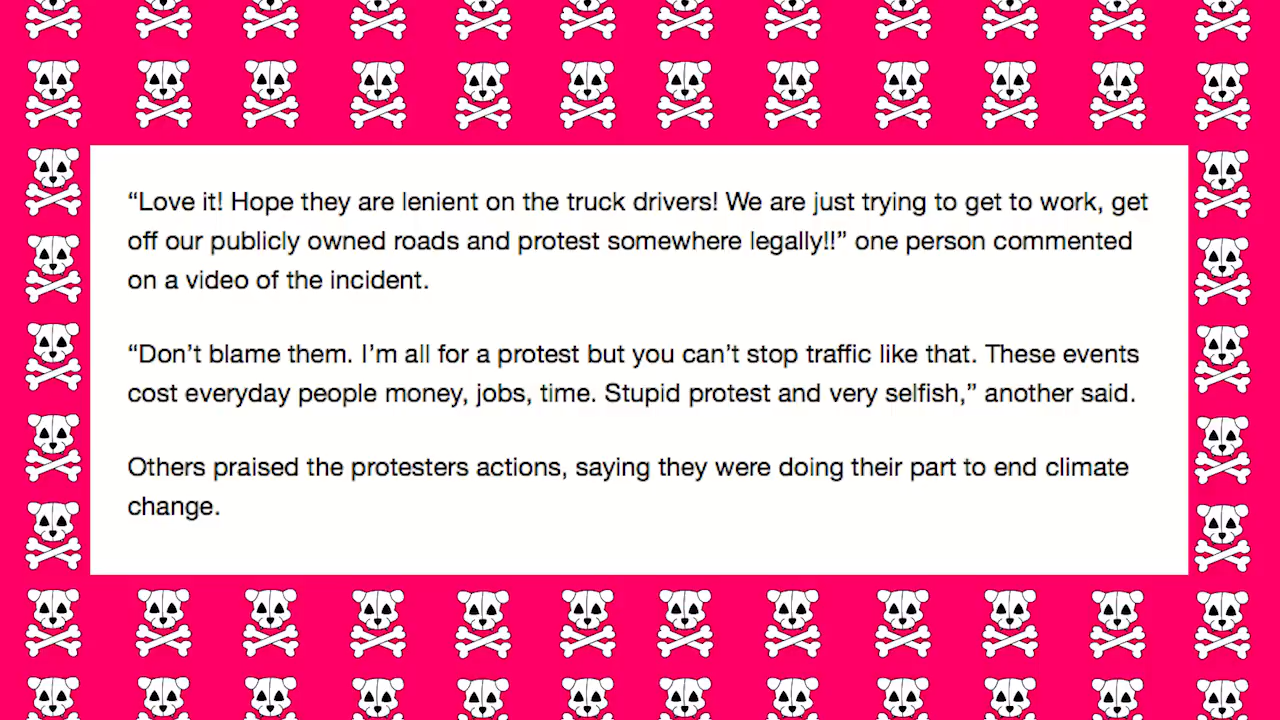 “Love it! Hope they are lenient on the truck drivers! We are just trying to get to work, get
off our publicly owned roads and protest somewhere legally!!” one person commented
on a video of the incident.
“Don’t blame them. I’m all for a protest but you can’t stop traffic like that. These events
cost everyday people money, jobs, time. Stupid protest and very selfish,” another said.
Others praised the protesters actions, saying they were doing their part to end climate
change.